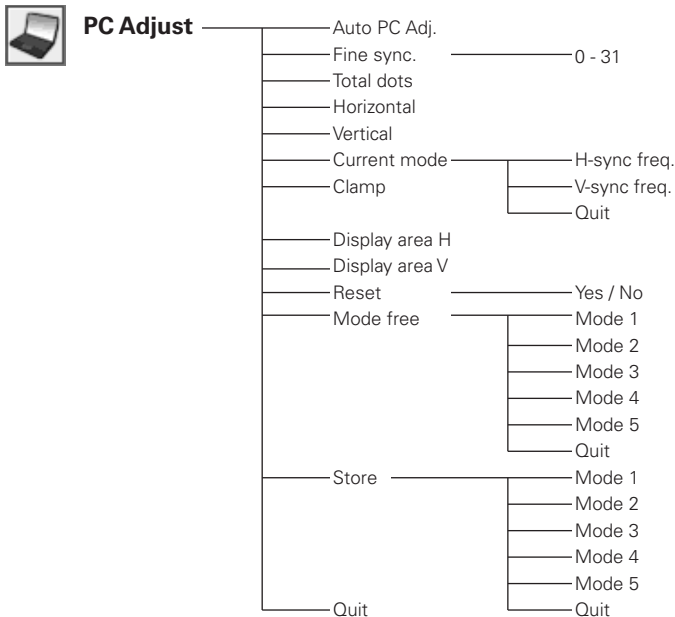 PC Adjust
Auto PC Adj.
Fine sync. 0 - 31
Total dots
Horizontal
Vertical
Current mode H-sync freq.
Clamp V-sync freq.
Quit
Display area H
Display area V
Reset Yes / No
Mode free Mode 1
Mode 2
Mode 3
Mode 4
Mode 5
Quit
Store Mode 1
Mode 2
Mode 3
Mode 4
Mode 5
Quit Quit